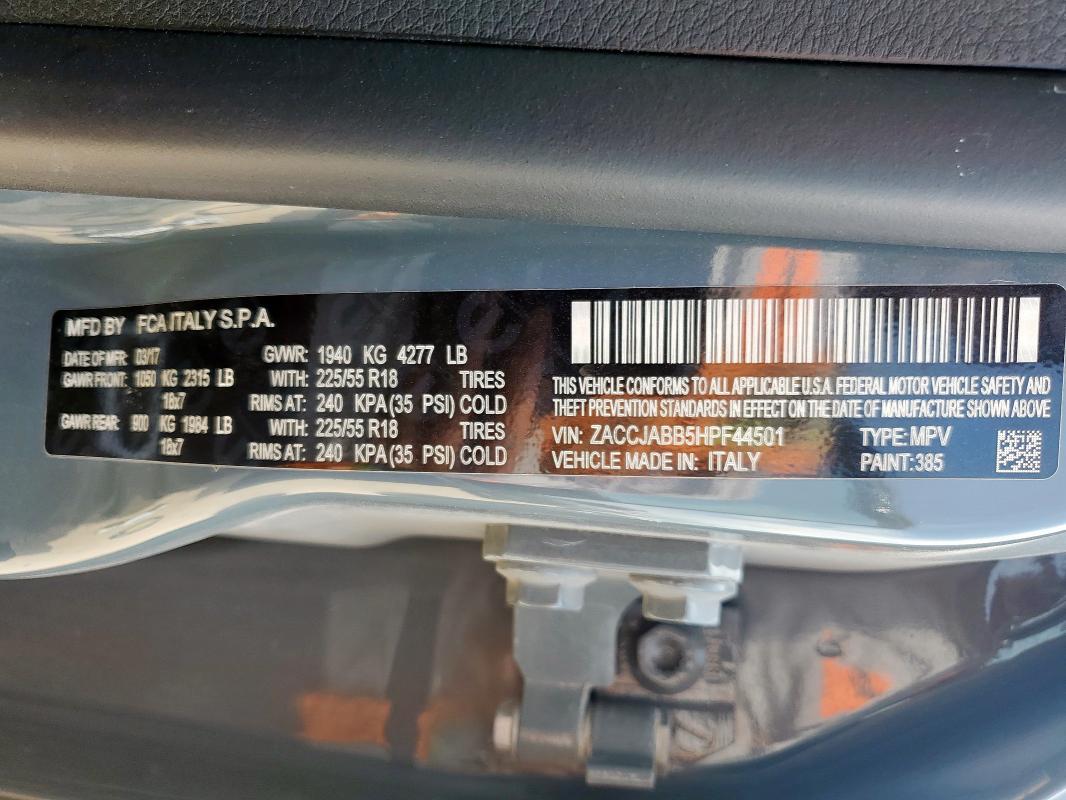 MFD BY FCA ITALY S.P.A.
DATE OF MFR 03/17 GVWR: 1940 KG 4277 LB
GAWR FRONT: 1050 KG 2315 LB WITH: 225/55 R18 TIRES
18x7 RIMS AT: 240 KPA (35 PSI) COLD
GAWR REAR: 900 KG 1984 LB WITH: 225/55 R18 TIRES
18x7 RIMS AT: 240 KPA (35 PSI) COLD
THIS VEHICLE CONFORMS TO ALL APPLICABLE U.S.A. FEDERAL MOTOR VEHICLE SAFETY AND
THEFT PREVENTION STANDARDS IN EFFECT ON THE DATE OF MANUFACTURE SHOWN ABOVE
VIN: ZACCJABB5HPF44501 TYPE: MPV
VEHICLE MADE IN: ITALY PAINT: 385